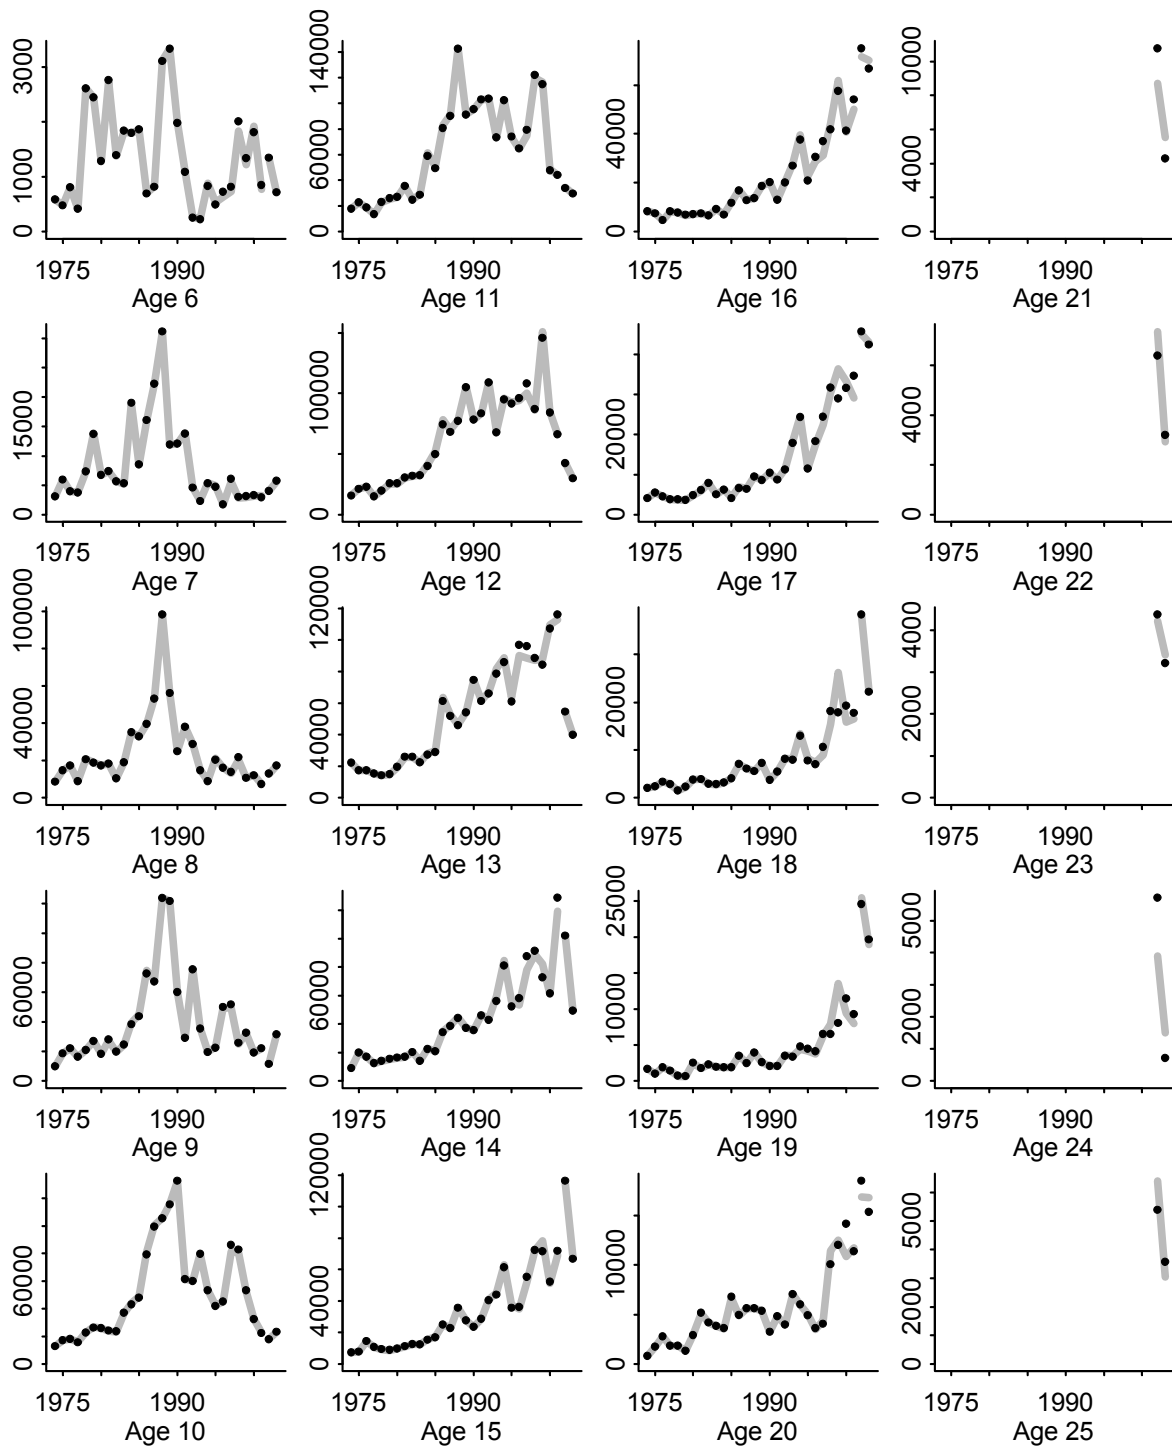 0 1000 3000
1975 1990
Age 6
0 60000 140000
1975 1990
Age 11
0 40000
1975 1990
Age 16
0 4000 10000
1975 1990
Age 21
0 15000
1975 1990
Age 7
0 100000
1975 1990
Age 12
0 20000
1975 1990
Age 17
0 4000
1975 1990
Age 22
0 40000 100000
1975 1990
Age 8
0 40000 120000
1975 1990
Age 13
0 20000
1975 1990
Age 18
0 2000 4000
1975 1990
Age 23
0 60000
1975 1990
Age 9
0 60000
1975 1990
Age 14
0 10000 25000
1975 1990
Age 19
0 2000 5000
1975 1990
Age 24
0 60000
1975 1990
Age 10
0 40000 120000
1975 1990
Age 15
0 10000
1975 1990
Age 20
0 2000 5000
1975 1990
Age 25